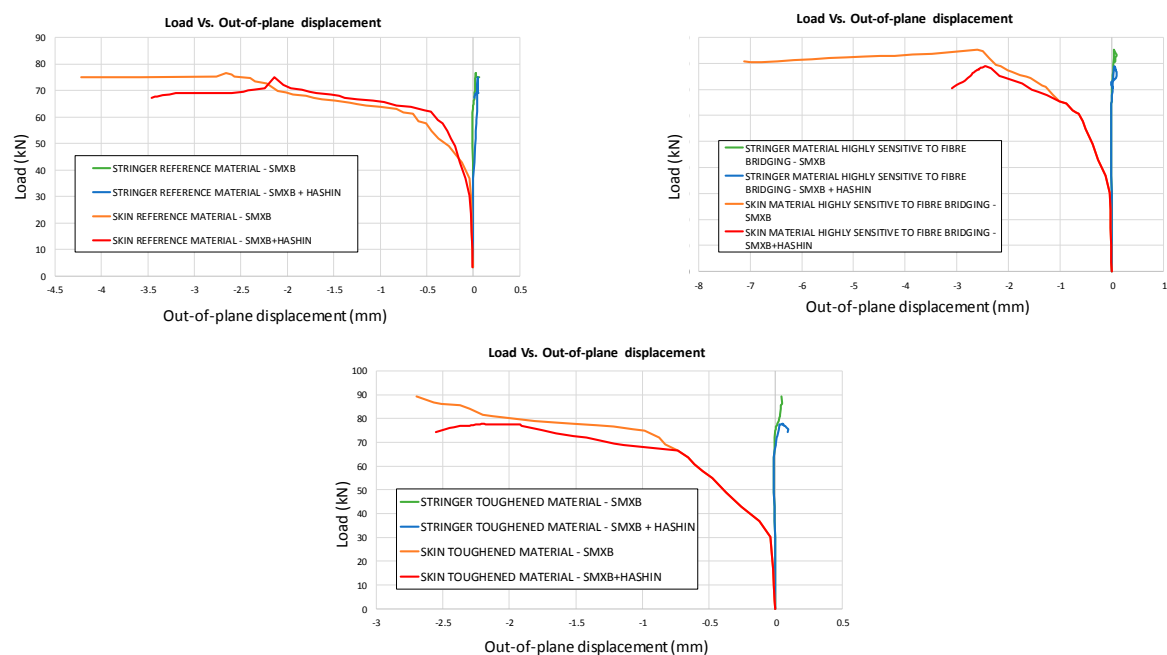 Load Vs. Out-of-plane displacement
90
80
70
60
50
40
30
20
10
0
Load (kN)
STRINGER REFERENCE MATERIAL - SMXB
STRINGER REFERENCE MATERIAL - SMXB + HASHIN
SKIN REFERENCE MATERIAL - SMXB
SKIN REFERENCE MATERIAL - SMXB+HASHIN
-4.5 -4 -3.5 -3 -2.5 -2 -1.5 -1 -0.5 0 0.5
Out-of-plane displacement (mm)
Load Vs. Out-of-plane displacement
Load (kN)
STRINGER MATERIAL HIGHLY SENSITIVE TO FIBRE
BRIDGING - SMXB
STRINGER MATERIAL HIGHLY SENSITIVE TO FIBRE
BRIDGING - SMXB + HASHIN
SKIN MATERIAL HIGHLY SENSITIVE TO FIBRE BRIDGING -
SMXB
SKIN MATERIAL HIGHLY SENSITIVE TO FIBRE BRIDGING -
SMXB+HASHIN
-8 -7 -6 -5 -4 -3 -2 -1 0 1
Out-of-plane displacement (mm)
Load Vs. Out-of-plane displacement
100
90
80
70
60
50
40
30
20
10
0
Load (kN)
STRINGER TOUGHENED MATERIAL - SMXB
STRINGER TOUGHENED MATERIAL - SMXB + HASHIN
SKIN TOUGHENED MATERIAL - SMXB
SKIN TOUGHENED MATERIAL - SMXB+HASHIN
-3 -2.5 -2 -1.5 -1 -0.5 0 0.5
Out-of-plane displacement (mm)